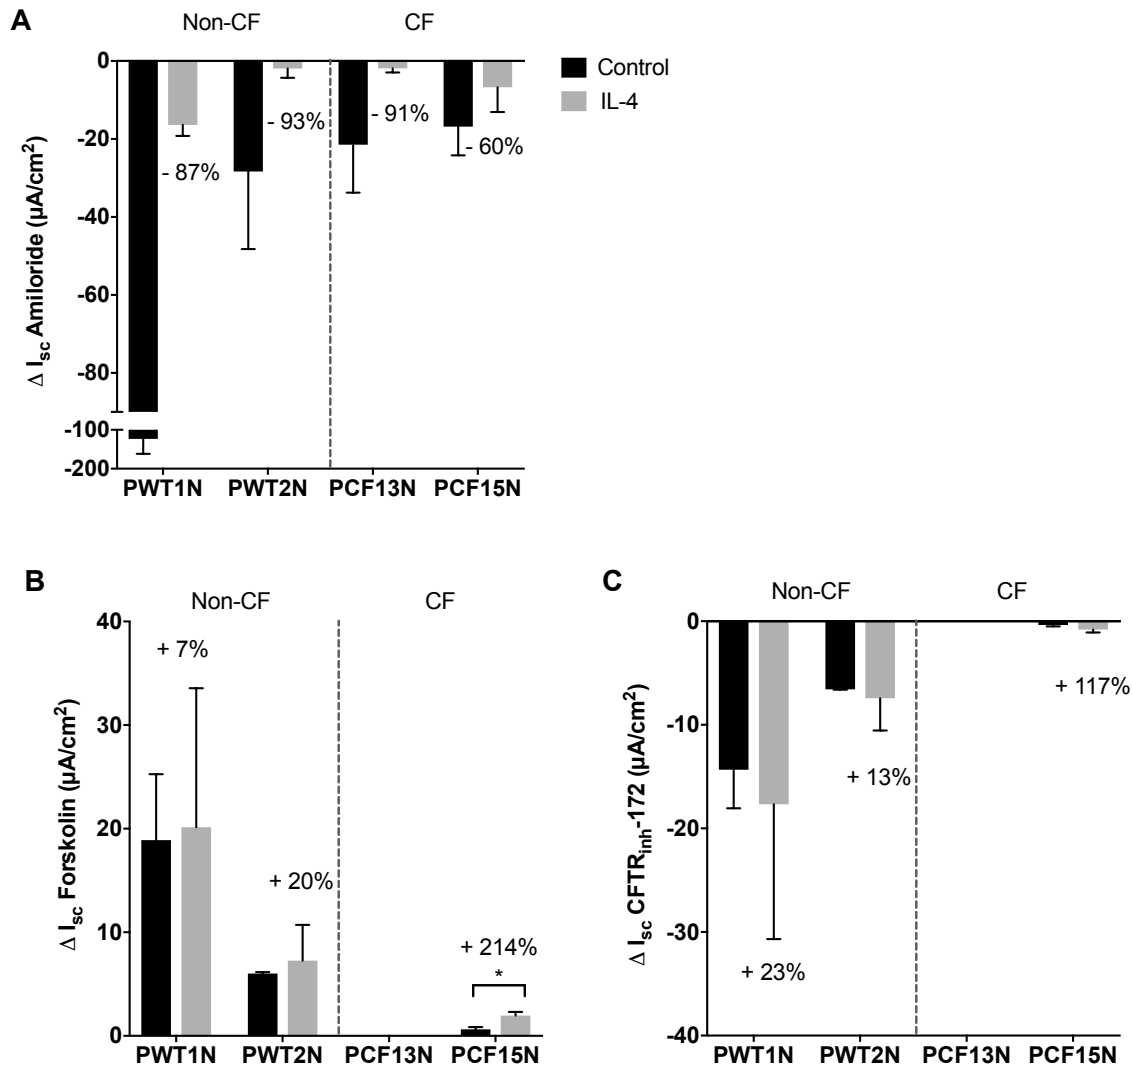 A
Non-CF
CF
Δ Isc Amiloride (µA/cm²)
0
-20
-40
-60
-80
-100
-200
- 87%
- 93%
- 91%
- 60%
PWT1N
PWT2N
PCF13N
PCF15N
Control
IL-4
B
Non-CF
CF
Δ Isc Forskolin (µA/cm²)
40
30
20
10
0
+ 7%
+ 20%
+ 214%
*
PWT1N
PWT2N
PCF13N
PCF15N
C
Non-CF
CF
Δ Isc CFTRinh-172 (µA/cm²)
0
-10
-20
-30
-40
+ 23%
+ 13%
+ 117%
PWT1N
PWT2N
PCF13N
PCF15N